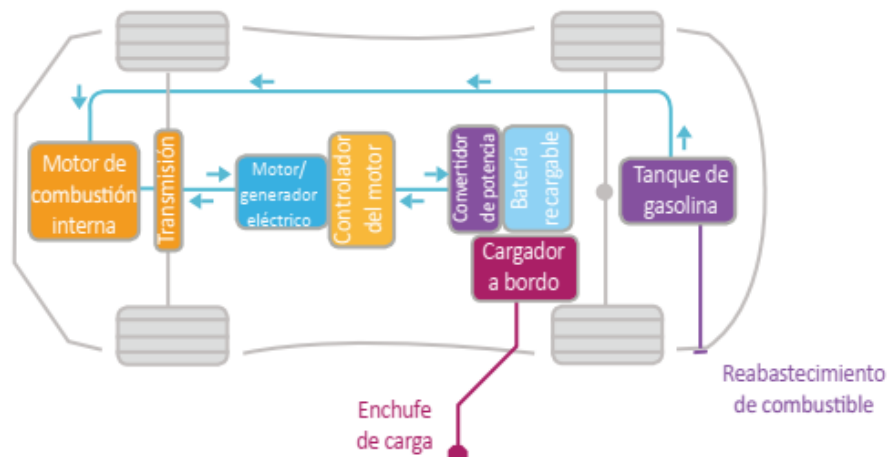 Motor de
combustión
interna
Transmisión
Motor/
generador
eléctrico
Controlador
del motor
Convertidor
de potencia
Batería
recargable
Cargador
a bordo
Tanque de
gasolina
Reabastecimiento
de combustible
Enchufe
de carga